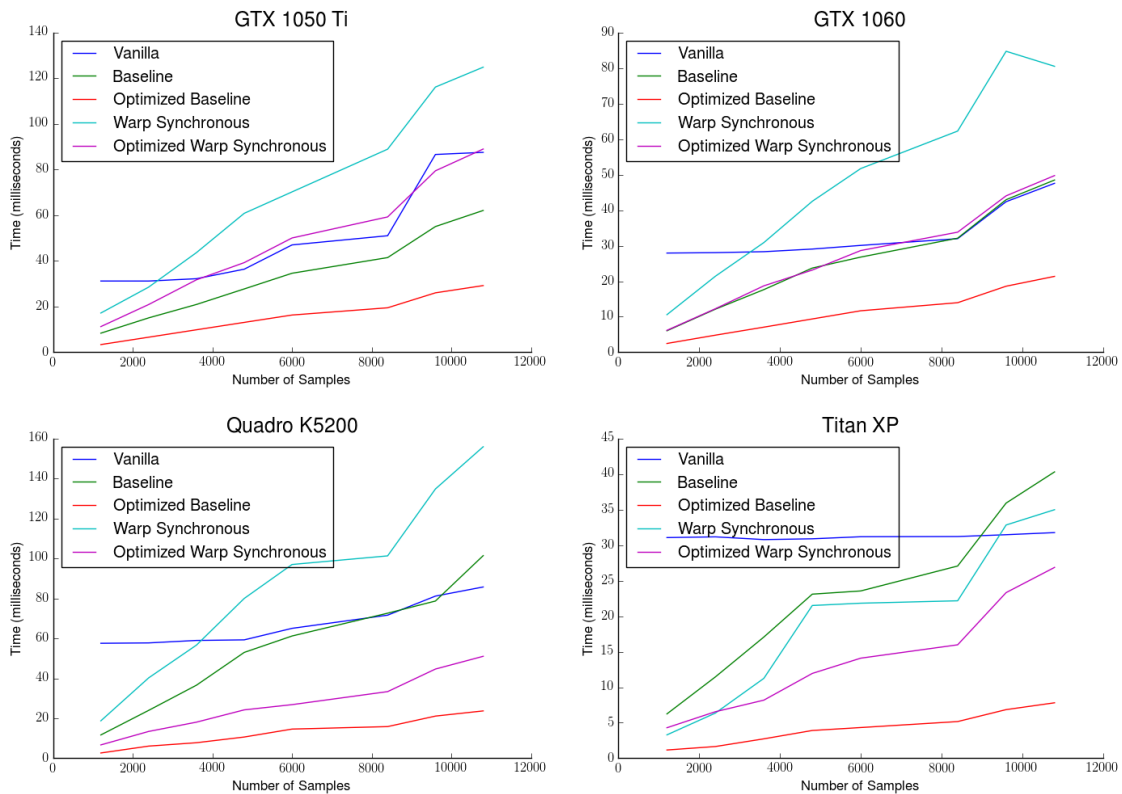 GTX 1050 Ti
140
120
100
80
60
40
20
0
Time (milliseconds)
Vanilla
Baseline
Optimized Baseline
Warp Synchronous
Optimized Warp Synchronous
0 2000 4000 6000 8000 10000 12000
Number of Samples
GTX 1060
90
80
70
60
50
40
30
20
10
0
Time (milliseconds)
Vanilla
Baseline
Optimized Baseline
Warp Synchronous
Optimized Warp Synchronous
0 2000 4000 6000 8000 10000 12000
Number of Samples
Quadro K5200
160
140
120
100
80
60
40
20
0
Time (milliseconds)
Vanilla
Baseline
Optimized Baseline
Warp Synchronous
Optimized Warp Synchronous
0 2000 4000 6000 8000 10000 12000
Number of Samples
Titan XP
45
40
35
30
25
20
15
10
5
0
Time (milliseconds)
Vanilla
Baseline
Optimized Baseline
Warp Synchronous
Optimized Warp Synchronous
0 2000 4000 6000 8000 10000 12000
Number of Samples